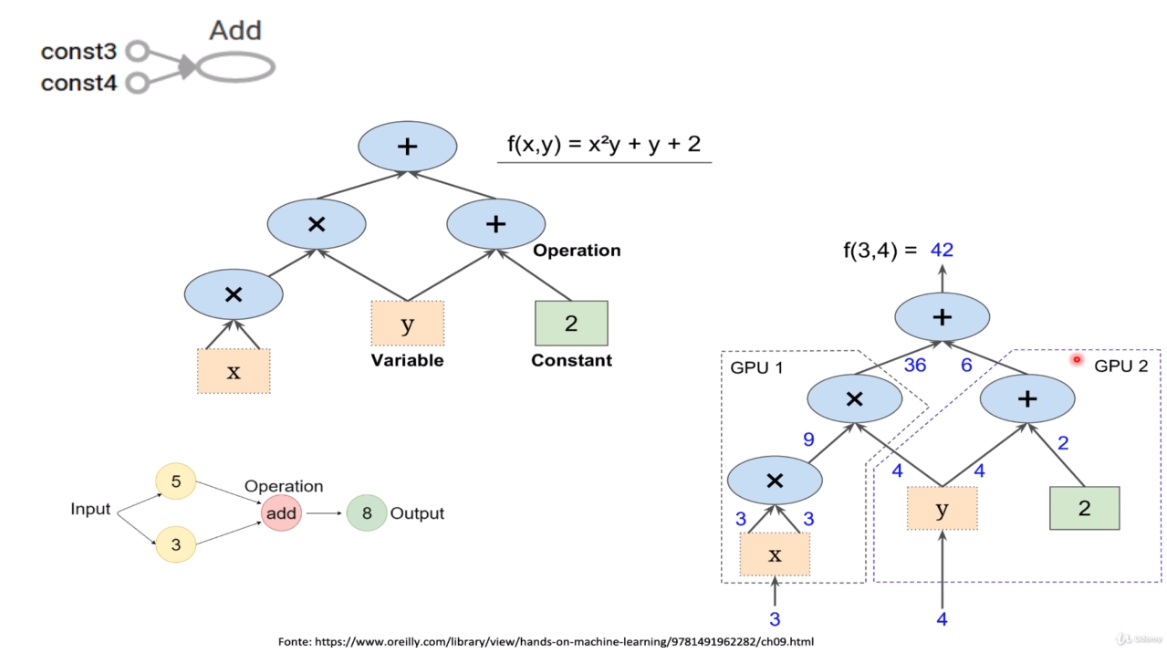 Add
const3
const4
+
f(x,y) = x²y + y + 2
×
+
Operation
×
y
2
x
Variable
Constant
f(3,4) = 42
+
GPU 1
36
6
GPU 2
×
+
9
2
4
4
×
y
2
3
3
x
3
4
5
Operation
Input
add
8
Output
3
Fonte: https://www.oreilly.com/library/view/hands-on-machine-learning/9781491962282/ch09.html
Udemy